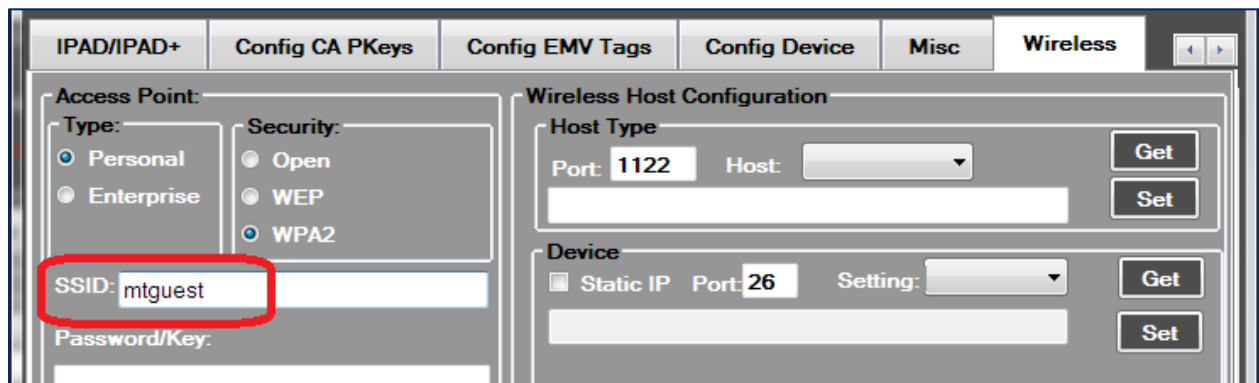 IPAD/IPAD+ Config CA PKeys Config EMV Tags Config Device Misc Wireless
Access Point:
Type:
Personal
Enterprise
Security:
Open
WEP
WPA2
SSID: mtguest
Password/Key:
Wireless Host Configuration
Host Type
Port: 1122 Host: Get
Set
Device
Static IP Port: 26 Setting: Get
Set